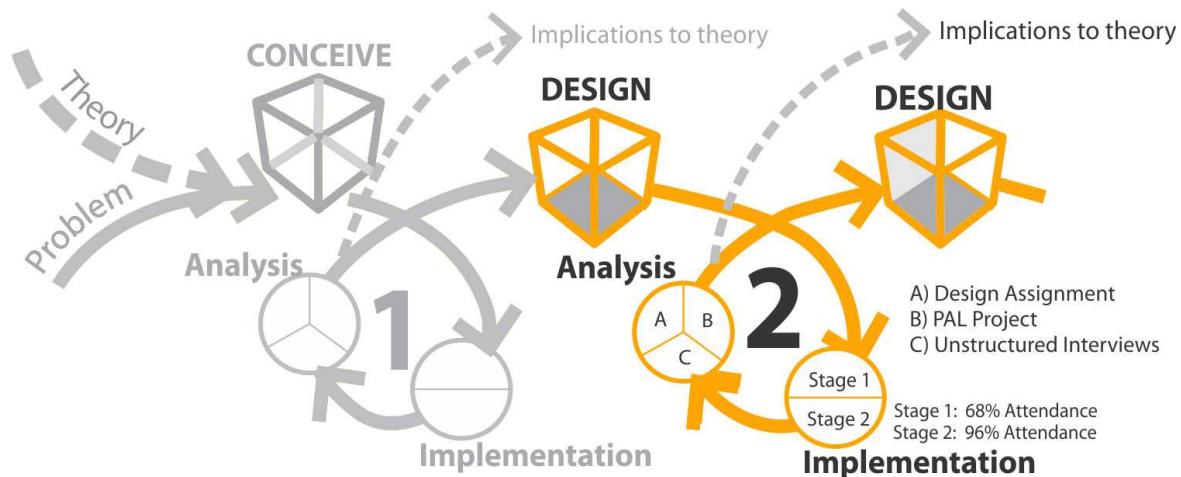 Implications to theory
Implications to theory
CONCEIVE
DESIGN
DESIGN
Theory
Problem
Analysis
1
Implementation
Analysis
2
A
B
C
A) Design Assignment
B) PAL Project
C) Unstructured Interviews
Stage 1
Stage 2
Stage 1: 68% Attendance
Stage 2: 96% Attendance
Implementation